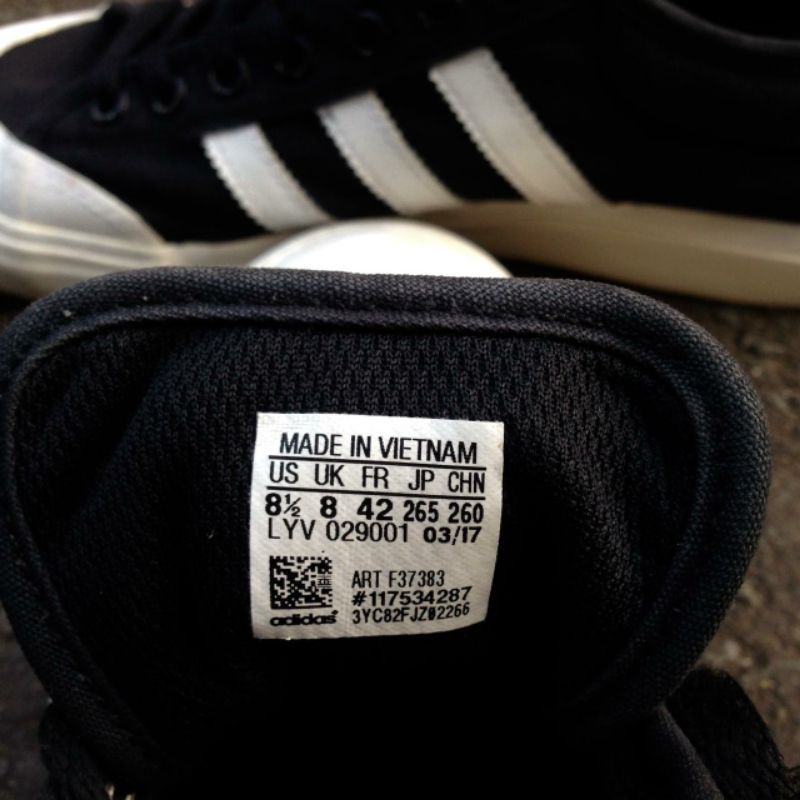 MADE IN VIETNAM
US UK FR JP CHN
8½ 8 42 265 260
LYV 029001 03/17
ART F37383
#117534287
3YC82FJZ02266
adidas